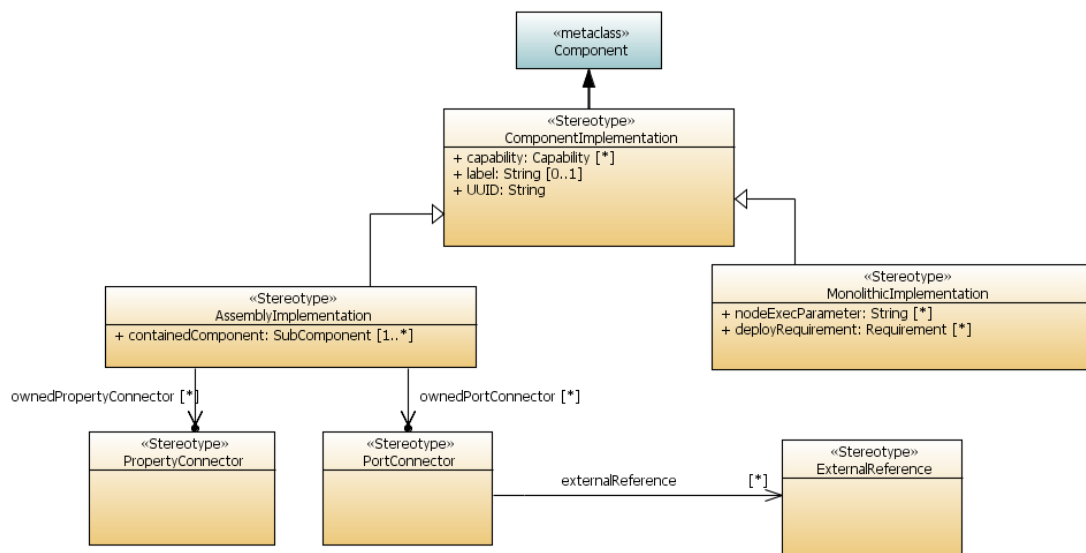 «metaclass»
Component
«Stereotype»
ComponentImplementation
+ capability: Capability [*]
+ label: String [0..1]
+ UUID: String
«Stereotype»
AssemblyImplementation
+ containedComponent: SubComponent [1..*]
«Stereotype»
MonolithicImplementation
+ nodeExecParameter: String [*]
+ deployRequirement: Requirement [*]
ownedPropertyConnector [*]
ownedPortConnector [*]
«Stereotype»
PropertyConnector
«Stereotype»
PortConnector
externalReference [*]
«Stereotype»
ExternalReference